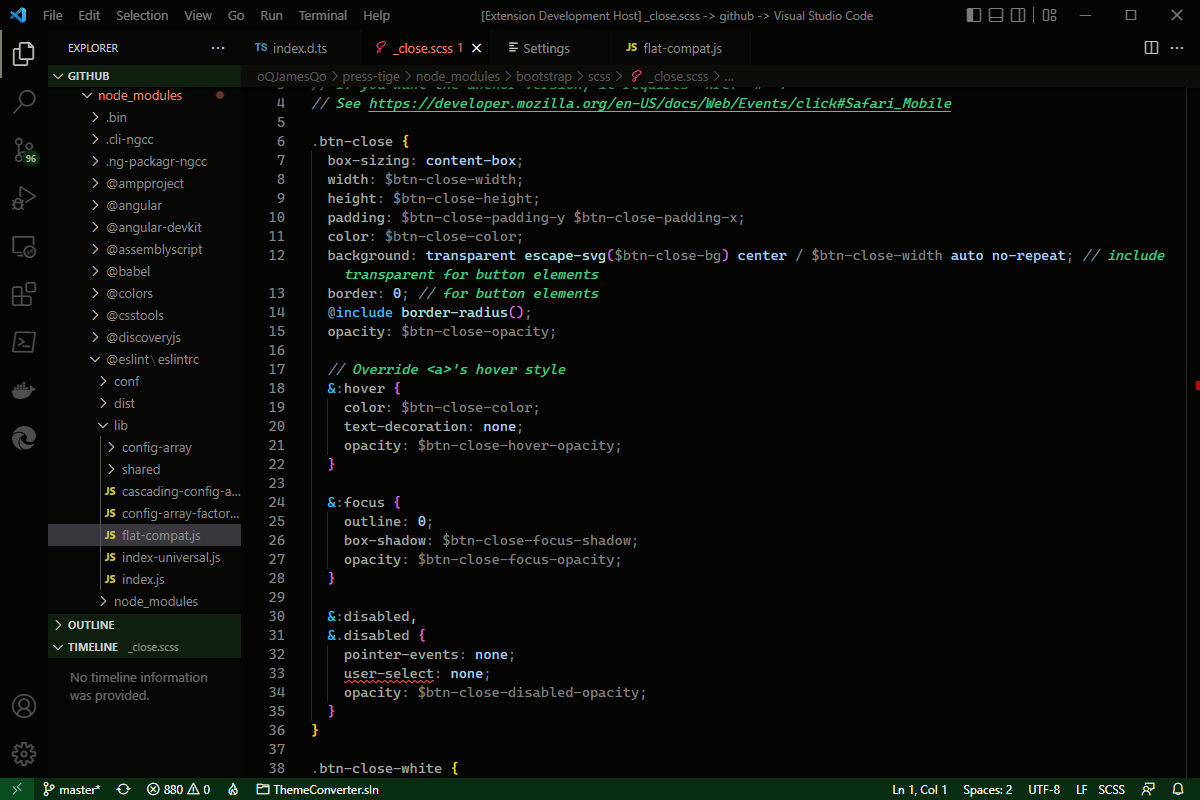 File Edit Selection View Go Run Terminal Help
[Extension Development Host] _close.scss -> github -> Visual Studio Code
EXPLORER
TS index.d.ts
_close.scss 1
Settings
JS flat-compat.js
GITHUB
oQJamesQo > press-tige > node_modules > bootstrap > scss > _close.scss > ...
node_modules
.bin
.cli-ngcc
.ng-packagr-ngcc
@ampproject
@angular
@angular-devkit
@assemblyscript
@babel
@colors
@csstools
@discoveryjs
@eslint\eslintrc
conf
dist
lib
config-array
shared
JS cascading-config-a...
JS config-array-factor...
JS flat-compat.js
JS index-universal.js
JS index.js
node_modules
OUTLINE
TIMELINE _close.scss
No timeline information
was provided.
96
4 // See https://developer.mozilla.org/en-US/docs/Web/Events/click#Safari_Mobile
5
6 .btn-close {
7 box-sizing: content-box;
8 width: $btn-close-width;
9 height: $btn-close-height;
10 padding: $btn-close-padding-y $btn-close-padding-x;
11 color: $btn-close-color;
12 background: transparent escape-svg($btn-close-bg) center / $btn-close-width auto no-repeat; // include
transparent for button elements
13 border: 0; // for button elements
14 @include border-radius();
15 opacity: $btn-close-opacity;
16
17 // Override <a>'s hover style
18 &:hover {
19 color: $btn-close-color;
20 text-decoration: none;
21 opacity: $btn-close-hover-opacity;
22 }
23
24 &:focus {
25 outline: 0;
26 box-shadow: $btn-close-focus-shadow;
27 opacity: $btn-close-focus-opacity;
28 }
29
30 &:disabled,
31 &.disabled {
32 pointer-events: none;
33 user-select: none;
34 opacity: $btn-close-disabled-opacity;
35 }
36 }
37
38 .btn-close-white {
master* 880 0 ThemeConverter.sln
Ln 1, Col 1 Spaces: 2 UTF-8 LF SCSS